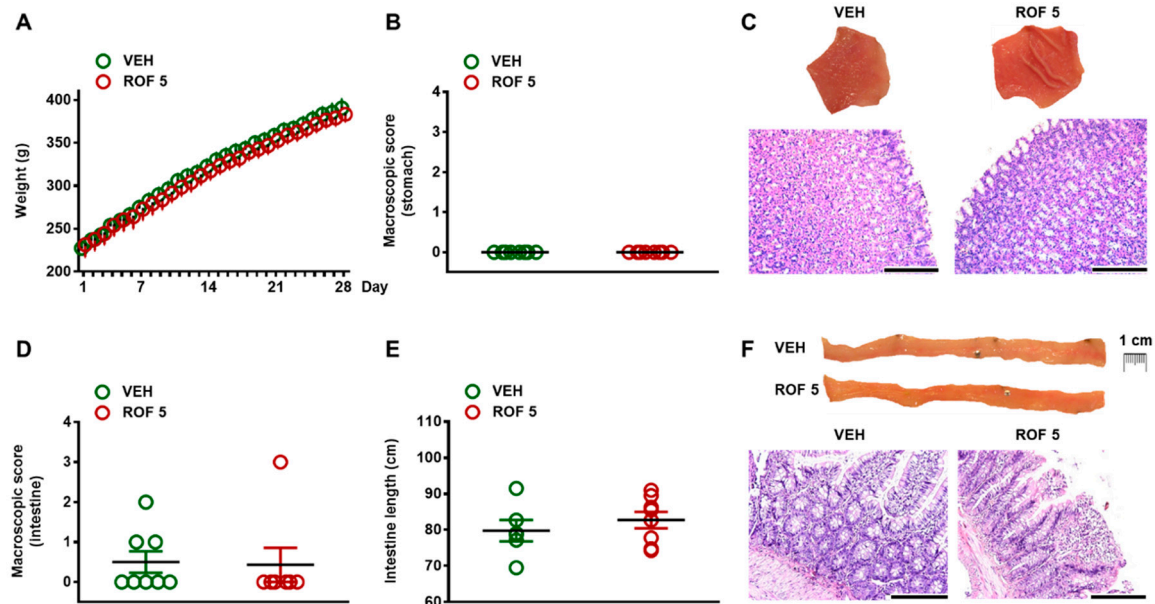 A
VEH
ROF 5
Weight (g)
400
350
300
250
200
1 7 14 21 28 Day
B
VEH
ROF 5
Macroscopic score
(stomach)
4
3
2
1
0
C
VEH ROF 5
D
VEH
ROF 5
Macroscopic score
(Intestine)
4
3
2
1
0
E
VEH
ROF 5
Intestine length (cm)
110
100
90
80
70
60
F
VEH
1 cm
ROF 5
VEH ROF 5